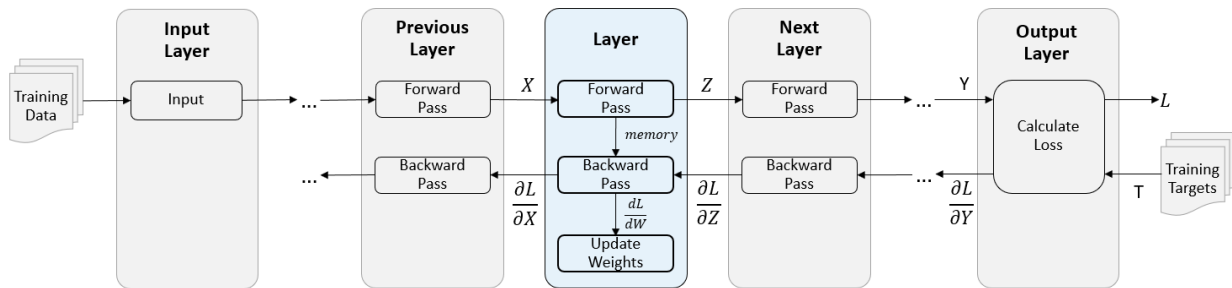 Input
Layer
Previous
Layer
Layer
Next
Layer
Output
Layer
Training
Data
Input
...
Forward
Pass
X
Forward
Pass
Z
Forward
Pass
...
Y
Calculate
Loss
L
memory
...
Backward
Pass
∂L
∂X
Backward
Pass
∂L
∂Z
Backward
Pass
...
∂L
∂Y
T
Training
Targets
dL
dW
Update
Weights